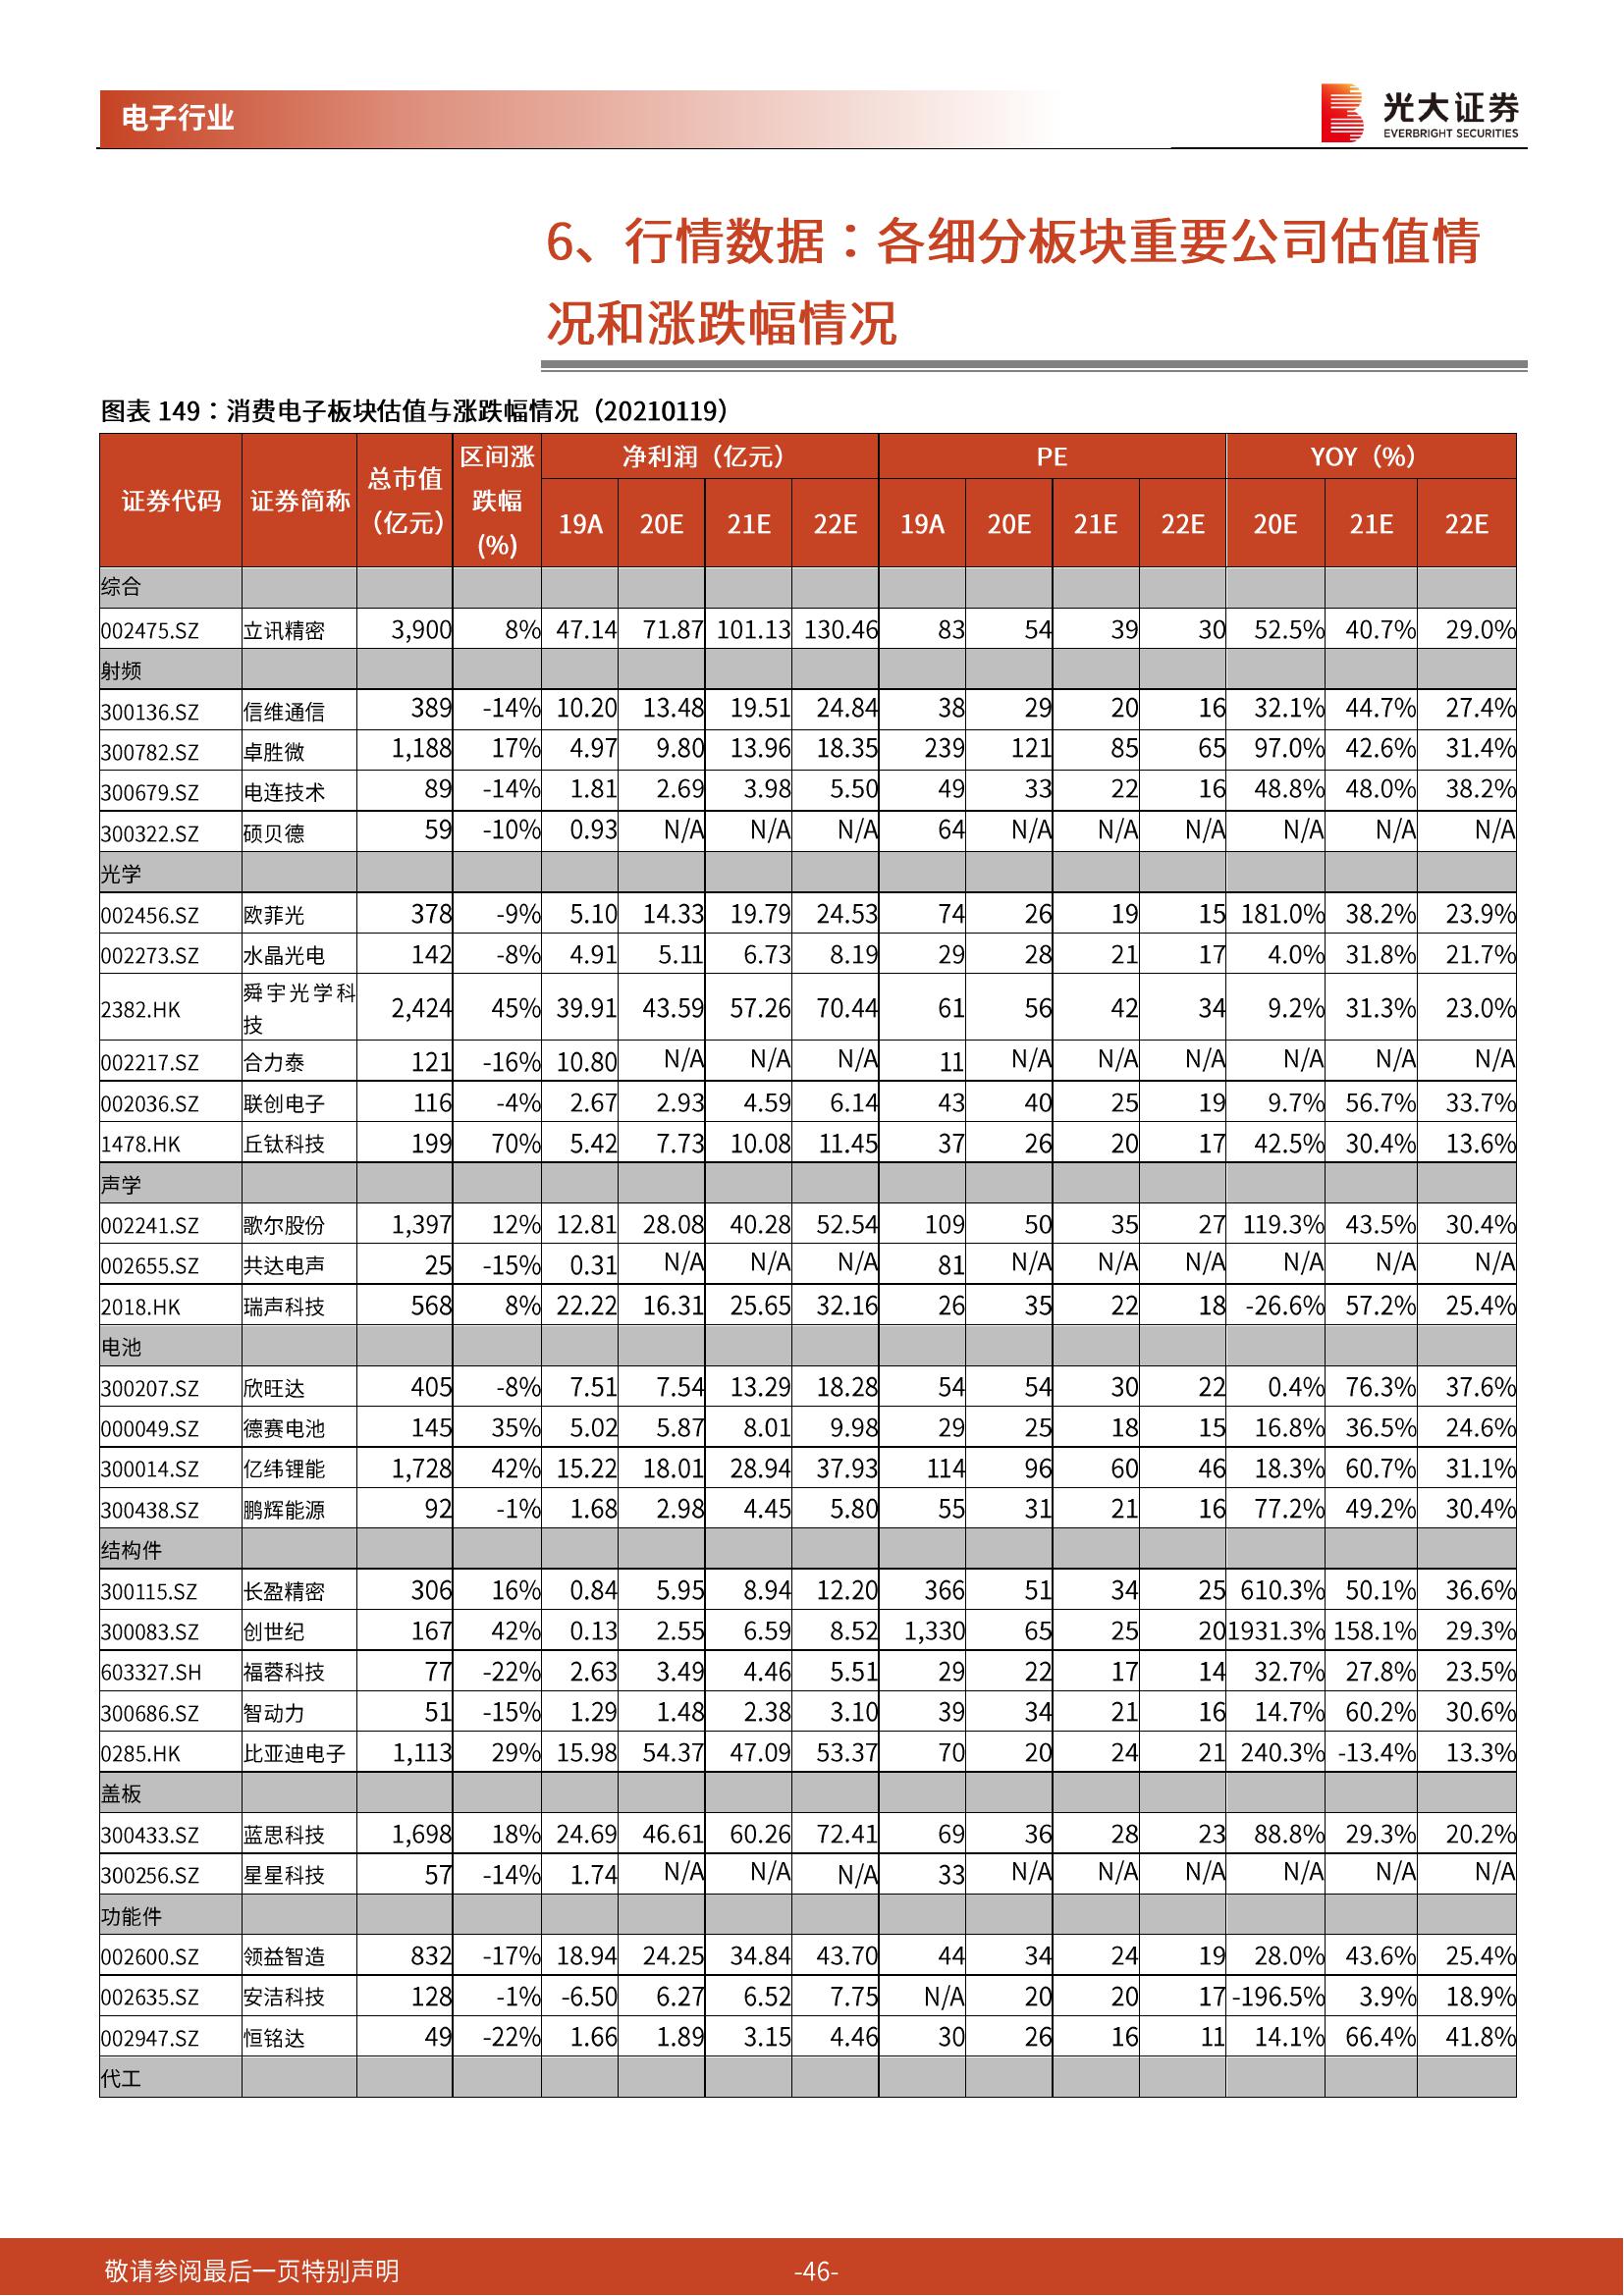 电子行业
光大证券
EVERBRIGHT SECURITIES
6、行情数据：各细分板块重要公司估值情
况和涨跌幅情况
图表 149：消费电子板块估值与涨跌幅情况（20210119）
证券代码 证券简称 总市值（亿元） 区间涨跌幅(%) 净利润（亿元） PE YOY（%）
19A 20E 21E 22E 19A 20E 21E 22E 20E 21E 22E
综合
002475.SZ 立讯精密 3,900 8% 47.14 71.87 101.13 130.46 83 54 39 30 52.5% 40.7% 29.0%
射频
300136.SZ 信维通信 389 -14% 10.20 13.48 19.51 24.84 38 29 20 16 32.1% 44.7% 27.4%
300782.SZ 卓胜微 1,188 17% 4.97 9.80 13.96 18.35 239 121 85 65 97.0% 42.6% 31.4%
300679.SZ 电连技术 89 -14% 1.81 2.69 3.98 5.50 49 33 22 16 48.8% 48.0% 38.2%
300322.SZ 硕贝德 59 -10% 0.93 N/A N/A N/A 64 N/A N/A N/A N/A N/A N/A
光学
002456.SZ 欧菲光 378 -9% 5.10 14.33 19.79 24.53 74 26 19 15 181.0% 38.2% 23.9%
002273.SZ 水晶光电 142 -8% 4.91 5.11 6.73 8.19 29 28 21 17 4.0% 31.8% 21.7%
2382.HK 舜宇光学科技 2,424 45% 39.91 43.59 57.26 70.44 61 56 42 34 9.2% 31.3% 23.0%
002217.SZ 合力泰 121 -16% 10.80 N/A N/A N/A 11 N/A N/A N/A N/A N/A N/A
002036.SZ 联创电子 116 -4% 2.67 2.93 4.59 6.14 43 40 25 19 9.7% 56.7% 33.7%
1478.HK 丘钛科技 199 70% 5.42 7.73 10.08 11.45 37 26 20 17 42.5% 30.4% 13.6%
声学
002241.SZ 歌尔股份 1,397 12% 12.81 28.08 40.28 52.54 109 50 35 27 119.3% 43.5% 30.4%
002655.SZ 共达电声 25 -15% 0.31 N/A N/A N/A 81 N/A N/A N/A N/A N/A N/A
2018.HK 瑞声科技 568 8% 22.22 16.31 25.65 32.16 26 35 22 18 -26.6% 57.2% 25.4%
电池
300207.SZ 欣旺达 405 -8% 7.51 7.54 13.29 18.28 54 54 30 22 0.4% 76.3% 37.6%
000049.SZ 德赛电池 145 35% 5.02 5.87 8.01 9.98 29 25 18 15 16.8% 36.5% 24.6%
300014.SZ 亿纬锂能 1,728 42% 15.22 18.01 28.94 37.93 114 96 60 46 18.3% 60.7% 31.1%
300438.SZ 鹏辉能源 92 -1% 1.68 2.98 4.45 5.80 55 31 21 16 77.2% 49.2% 30.4%
结构件
300115.SZ 长盈精密 306 16% 0.84 5.95 8.94 12.20 366 51 34 25 610.3% 50.1% 36.6%
300083.SZ 创世纪 167 42% 0.13 2.55 6.59 8.52 1,330 65 25 20 1931.3% 158.1% 29.3%
603327.SH 福蓉科技 77 -22% 2.63 3.49 4.46 5.51 29 22 17 14 32.7% 27.8% 23.5%
300686.SZ 智动力 51 -15% 1.29 1.48 2.38 3.10 39 34 21 16 14.7% 60.2% 30.6%
0285.HK 比亚迪电子 1,113 29% 15.98 54.37 47.09 53.37 70 20 24 21 240.3% -13.4% 13.3%
盖板
300433.SZ 蓝思科技 1,698 18% 24.69 46.61 60.26 72.41 69 36 28 23 88.8% 29.3% 20.2%
300256.SZ 星星科技 57 -14% 1.74 N/A N/A N/A 33 N/A N/A N/A N/A N/A N/A
功能件
002600.SZ 领益智造 832 -17% 18.94 24.25 34.84 43.70 44 34 24 19 28.0% 43.6% 25.4%
002635.SZ 安洁科技 128 -1% -6.50 6.27 6.52 7.75 N/A 20 20 17 -196.5% 3.9% 18.9%
002947.SZ 恒铭达 49 -22% 1.66 1.89 3.15 4.46 30 26 16 11 14.1% 66.4% 41.8%
代工
敬请参阅最后一页特别声明 -46-